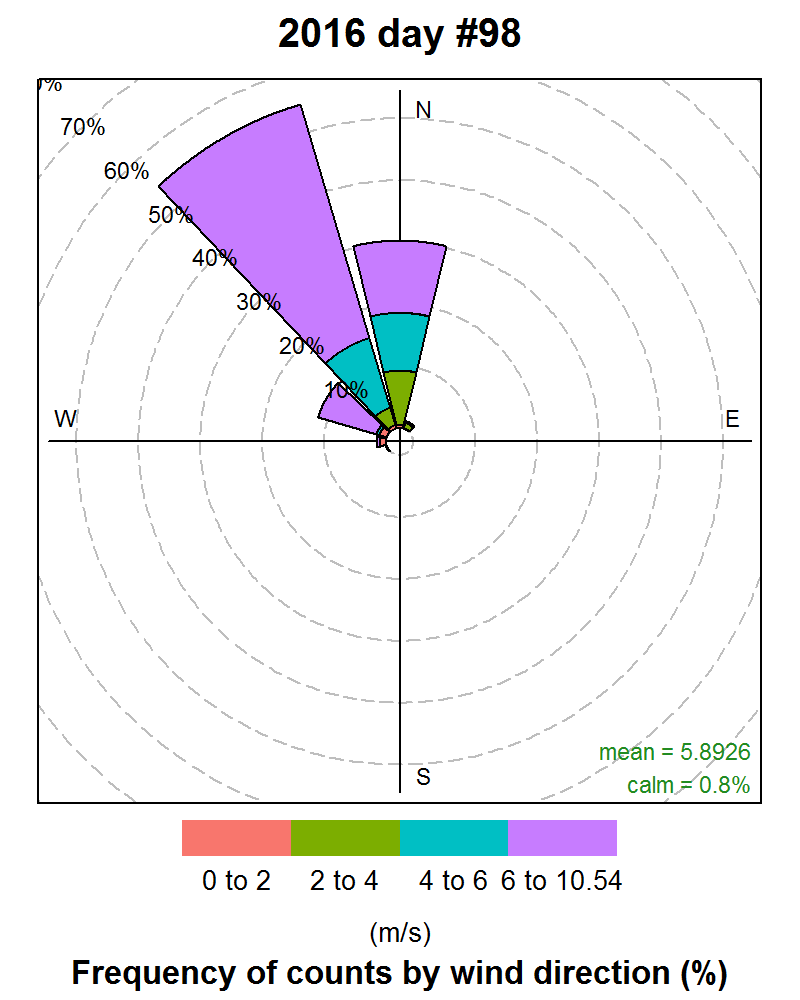 2016 day #98
N
70%
60%
50%
40%
30%
20%
10%
W
E
S
mean = 5.8926
calm = 0.8%
0 to 2
2 to 4
4 to 6
6 to 10.54
(m/s)
Frequency of counts by wind direction (%)